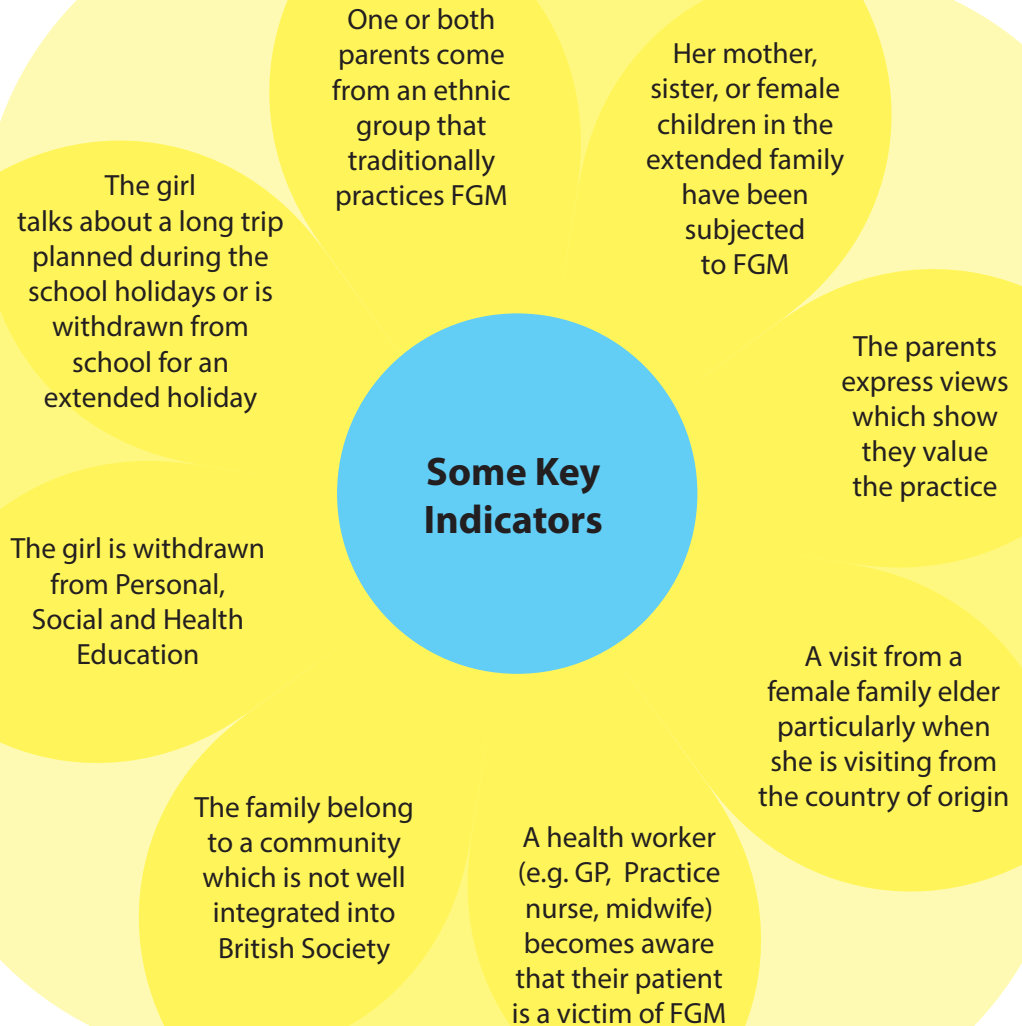 One or both
parents come
from an ethnic
group that
traditionally
practices FGM
Her mother,
sister, or female
children in the
extended family
have been
subjected
to FGM
The parents
express views
which show
they value
the practice
A visit from a
female family elder
particularly when
she is visiting from
the country of origin
A health worker
(e.g. GP, Practice
nurse, midwife)
becomes aware
that their patient
is a victim of FGM
The family belong
to a community
which is not well
integrated into
British Society
The girl is withdrawn
from Personal,
Social and Health
Education
The girl
talks about a long trip
planned during the
school holidays or is
withdrawn from
school for an
extended holiday
Some Key
Indicators